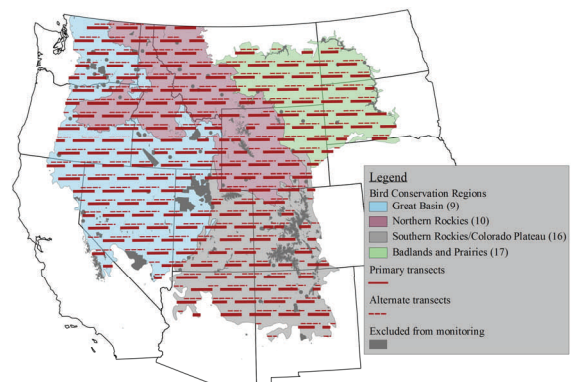 Legend
Bird Conservation Regions
Great Basin (9)
Northern Rockies (10)
Southern Rockies/Colorado Plateau (16)
Badlands and Prairies (17)
Primary transects
Alternate transects
Excluded from monitoring